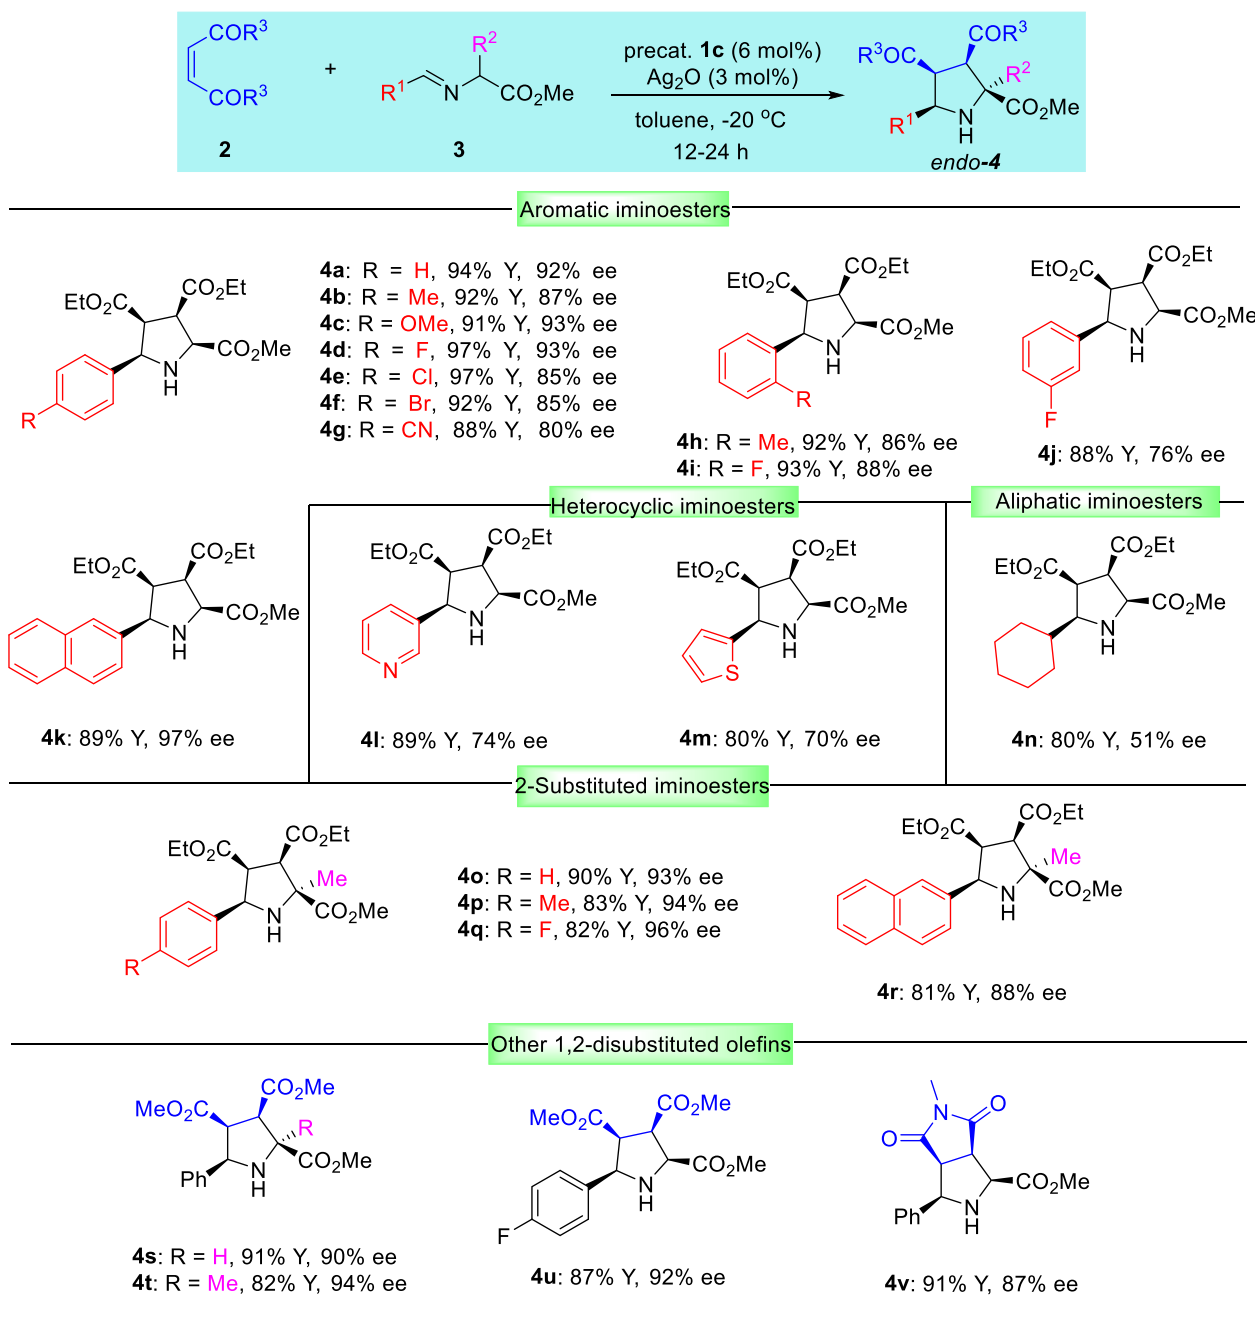 COR³
COR³
2
+
R¹
N
R²
CO₂Me
3
precat. 1c (6 mol%)
Ag₂O (3 mol%)
toluene, -20 °C
12-24 h
R³OC
COR³
R²
CO₂Me
N
H
R¹
endo-4
Aromatic iminoesters
EtO₂C
CO₂Et
CO₂Me
N
H
R
4a: R = H, 94% Y, 92% ee
4b: R = Me, 92% Y, 87% ee
4c: R = OMe, 91% Y, 93% ee
4d: R = F, 97% Y, 93% ee
4e: R = Cl, 97% Y, 85% ee
4f: R = Br, 92% Y, 85% ee
4g: R = CN, 88% Y, 80% ee
EtO₂C
CO₂Et
CO₂Me
N
H
R
4h: R = Me, 92% Y, 86% ee
4i: R = F, 93% Y, 88% ee
EtO₂C
CO₂Et
CO₂Me
N
H
F
4j: 88% Y, 76% ee
EtO₂C
CO₂Et
CO₂Me
N
H
4k: 89% Y, 97% ee
Heterocyclic iminoesters
EtO₂C
CO₂Et
CO₂Me
N
H
N
4l: 89% Y, 74% ee
EtO₂C
CO₂Et
CO₂Me
N
H
S
4m: 80% Y, 70% ee
Aliphatic iminoesters
EtO₂C
CO₂Et
CO₂Me
N
H
4n: 80% Y, 51% ee
2-Substituted iminoesters
EtO₂C
CO₂Et
Me
CO₂Me
N
H
R
4o: R = H, 90% Y, 93% ee
4p: R = Me, 83% Y, 94% ee
4q: R = F, 82% Y, 96% ee
EtO₂C
CO₂Et
Me
CO₂Me
N
H
4r: 81% Y, 88% ee
Other 1,2-disubstituted olefins
MeO₂C
CO₂Me
R
CO₂Me
Ph
N
H
4s: R = H, 91% Y, 90% ee
4t: R = Me, 82% Y, 94% ee
MeO₂C
CO₂Me
CO₂Me
N
H
F
4u: 87% Y, 92% ee
N
O
O
CO₂Me
Ph
N
H
4v: 91% Y, 87% ee